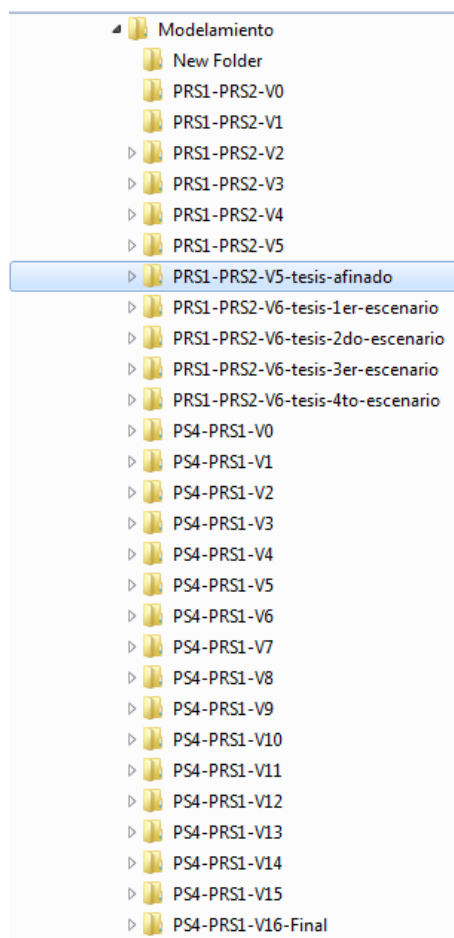 Modelamiento
New Folder
PRS1-PRS2-V0
PRS1-PRS2-V1
PRS1-PRS2-V2
PRS1-PRS2-V3
PRS1-PRS2-V4
PRS1-PRS2-V5
PRS1-PRS2-V5-tesis-afinado
PRS1-PRS2-V6-tesis-1er-escenario
PRS1-PRS2-V6-tesis-2do-escenario
PRS1-PRS2-V6-tesis-3er-escenario
PRS1-PRS2-V6-tesis-4to-escenario
PS4-PRS1-V0
PS4-PRS1-V1
PS4-PRS1-V2
PS4-PRS1-V3
PS4-PRS1-V4
PS4-PRS1-V5
PS4-PRS1-V6
PS4-PRS1-V7
PS4-PRS1-V8
PS4-PRS1-V9
PS4-PRS1-V10
PS4-PRS1-V11
PS4-PRS1-V12
PS4-PRS1-V13
PS4-PRS1-V14
PS4-PRS1-V15
PS4-PRS1-V16-Final